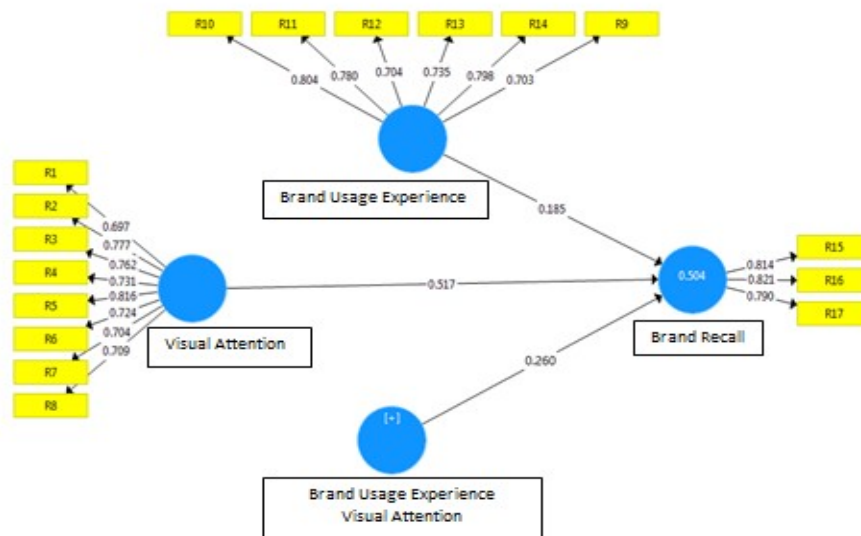 R10 R11 R12 R13 R14 R9
0.804 0.780 0.704 0.735 0.798 0.703
Brand Usage Experience
R1
R2
R3
R4
R5
R6
R7
R8
0.697
0.777
0.762
0.731
0.816
0.724
0.704
0.709
Visual Attention
0.185
0.517
0.260
0.504
Brand Recall
0.814
0.821
0.790
R15
R16
R17
[+]
Brand Usage Experience
Visual Attention